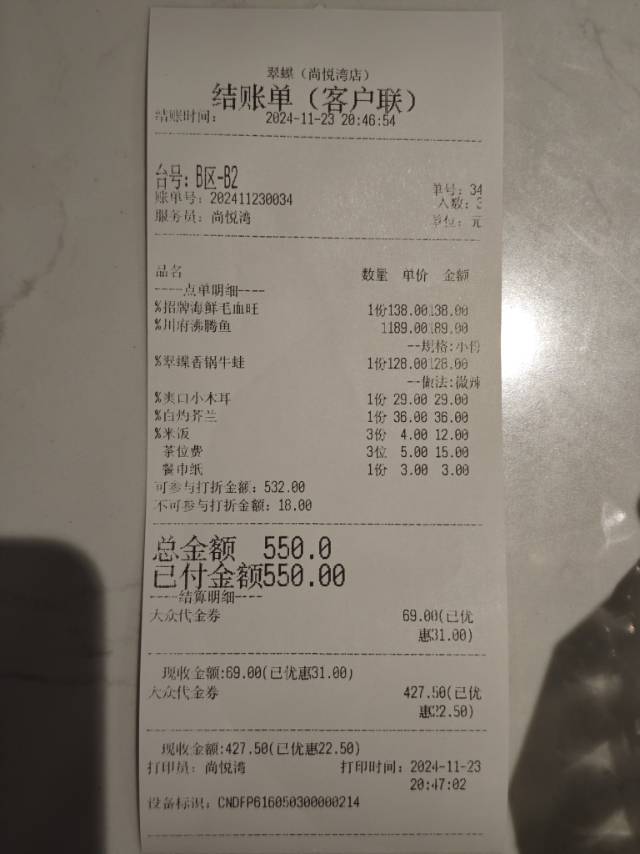 翠蝶（尚悦湾店）
结账单（客户联）
结账时间： 2024-11-23 20:46:54
台号：B区-B2
单号：34
账单号：202411230034
人数：3
服务员：尚悦湾
单位：元
品名 数量 单价 金额
----点单明细----
%招牌海鲜毛血旺 1份138.00138.00
%川府沸腾鱼 1189.00189.00
--规格:小份
%翠蝶香锅牛蛙 1份128.00128.00
--做法:微辣
%爽口小木耳 1份 29.00 29.00
%白灼芥兰 1份 36.00 36.00
%米饭 3份 4.00 12.00
茶位费 3位 5.00 15.00
餐巾纸 1份 3.00 3.00
可参与打折金额：532.00
不可参与打折金额：18.00
总金额 550.0
已付金额550.00
----结算明细----
大众代金券 69.00(已优
惠31.00)
现收金额:69.00(已优惠31.00)
大众代金券 427.50(已优
惠22.50)
现收金额:427.50(已优惠22.50)
打印员：尚悦湾 打印时间：2024-11-23
20:47:02
设备标识：CNDFP616050300000214